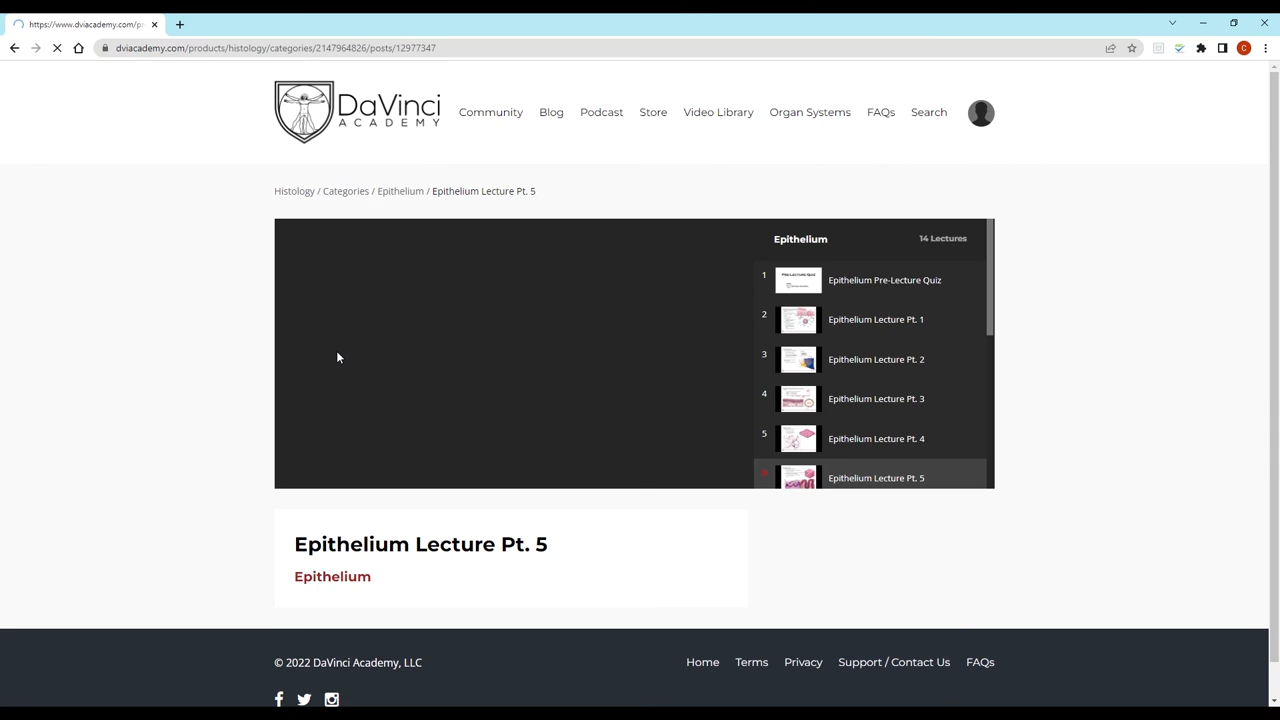 https://www.dviacademy.com/pr
dviacademy.com/products/histology/categories/2147964826/posts/12977347
C
DaVinci
ACADEMY
Community Blog Podcast Store Video Library Organ Systems FAQs Search
Histology / Categories / Epithelium / Epithelium Lecture Pt. 5
Epithelium 14 Lectures
1 Epithelium Pre-Lecture Quiz
2 Epithelium Lecture Pt. 1
3 Epithelium Lecture Pt. 2
4 Epithelium Lecture Pt. 3
5 Epithelium Lecture Pt. 4
Epithelium Lecture Pt. 5
Epithelium Lecture Pt. 5
Epithelium
© 2022 DaVinci Academy, LLC
Home Terms Privacy Support / Contact Us FAQs